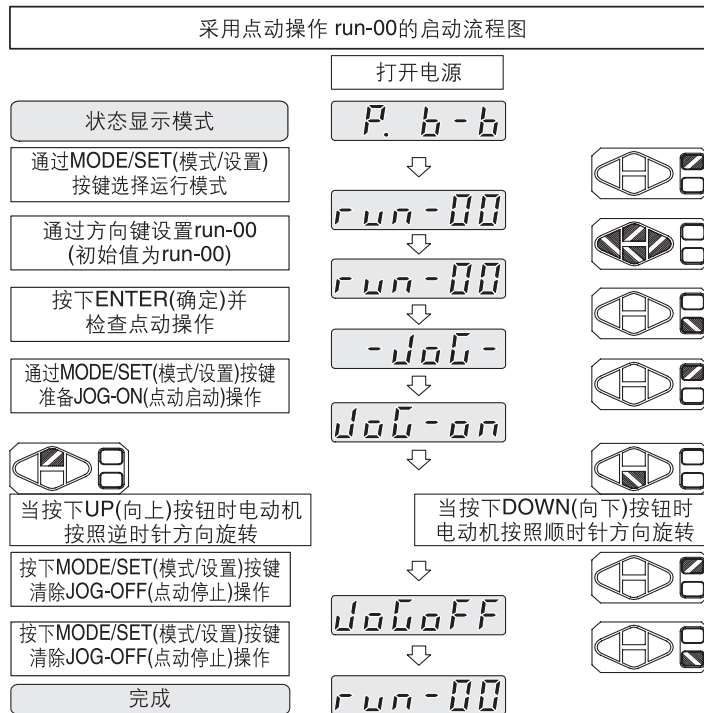 采用点动操作 run-00的启动流程图
打开电源
状态显示模式
P. b-b
通过MODE/SET(模式/设置)
按键选择运行模式
run-00
通过方向键设置run-00
(初始值为run-00)
run-00
按下ENTER(确定)并
检查点动操作
-JoG-
通过MODE/SET(模式/设置)按键
准备JOG-ON(点动启动)操作
JoG-on
当按下UP(向上)按钮时电动机
按照逆时针方向旋转
当按下DOWN(向下)按钮时
电动机按照顺时针方向旋转
按下MODE/SET(模式/设置)按键
清除JOG-OFF(点动停止)操作
JoGoFF
按下MODE/SET(模式/设置)按键
清除JOG-OFF(点动停止)操作
完成
run-00